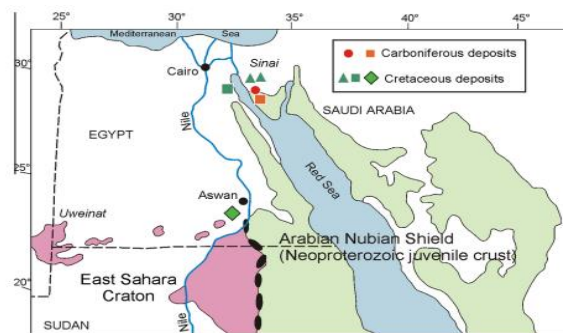 25° 30° 35° 40° 45°
Mediterranean Sea
Cairo
Sinai
Carboniferous deposits
Cretaceous deposits
30°
SAUDI ARABIA
EGYPT
Nile
Red Sea
25°
Aswan
Uweinat
Arabian Nubian Shield
(Neoproterozoic juvenile crust)
East Sahara
Craton
20°
Nile
SUDAN